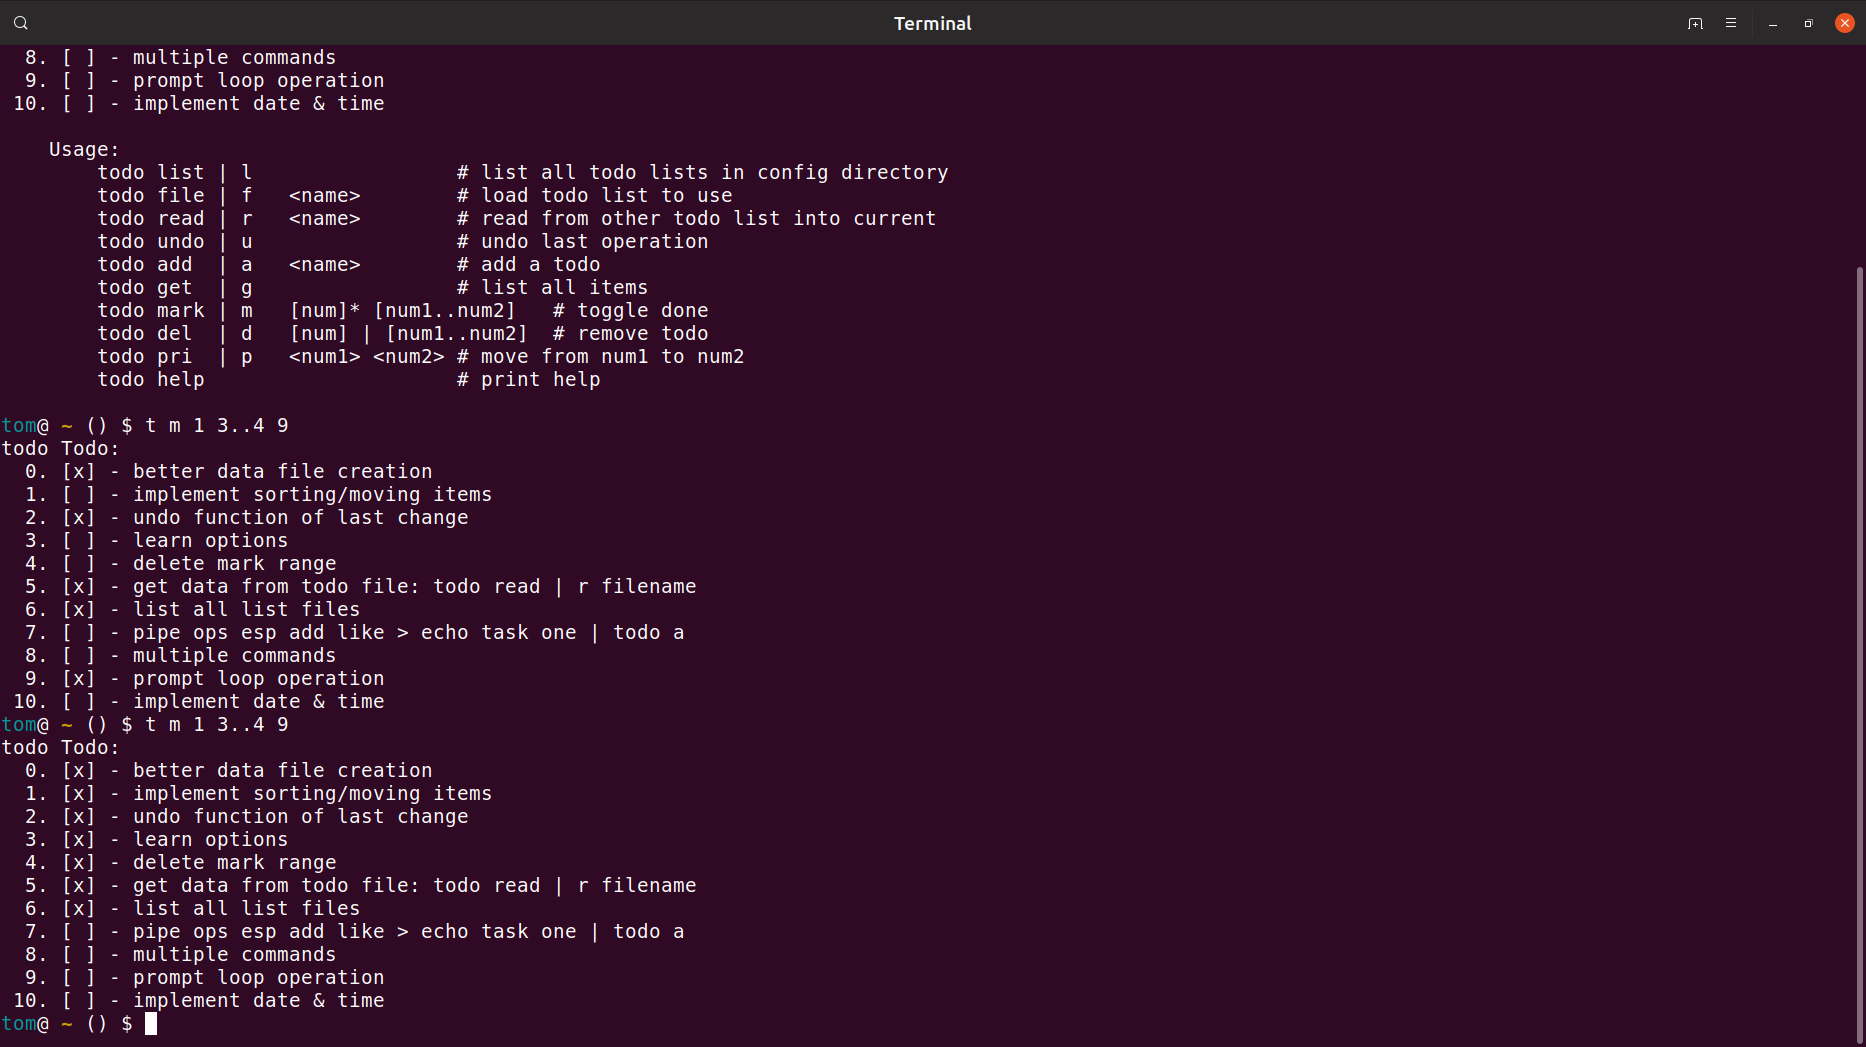 Terminal
8. [ ] - multiple commands
9. [ ] - prompt loop operation
10. [ ] - implement date & time
Usage:
todo list | l                 # list all todo lists in config directory
todo file | f   <name>        # load todo list to use
todo read | r   <name>        # read from other todo list into current
todo undo | u                 # undo last operation
todo add  | a   <name>        # add a todo
todo get  | g                 # list all items
todo mark | m   [num]* [num1..num2]   # toggle done
todo del  | d   [num] | [num1..num2]  # remove todo
todo pri  | p   <num1> <num2> # move from num1 to num2
todo help                     # print help
tom@ ~ () $ t m 1 3..4 9
todo Todo:
0. [x] - better data file creation
1. [ ] - implement sorting/moving items
2. [x] - undo function of last change
3. [ ] - learn options
4. [ ] - delete mark range
5. [x] - get data from todo file: todo read | r filename
6. [x] - list all list files
7. [ ] - pipe ops esp add like > echo task one | todo a
8. [ ] - multiple commands
9. [x] - prompt loop operation
10. [ ] - implement date & time
tom@ ~ () $ t m 1 3..4 9
todo Todo:
0. [x] - better data file creation
1. [x] - implement sorting/moving items
2. [x] - undo function of last change
3. [x] - learn options
4. [x] - delete mark range
5. [x] - get data from todo file: todo read | r filename
6. [x] - list all list files
7. [ ] - pipe ops esp add like > echo task one | todo a
8. [ ] - multiple commands
9. [ ] - prompt loop operation
10. [ ] - implement date & time
tom@ ~ () $